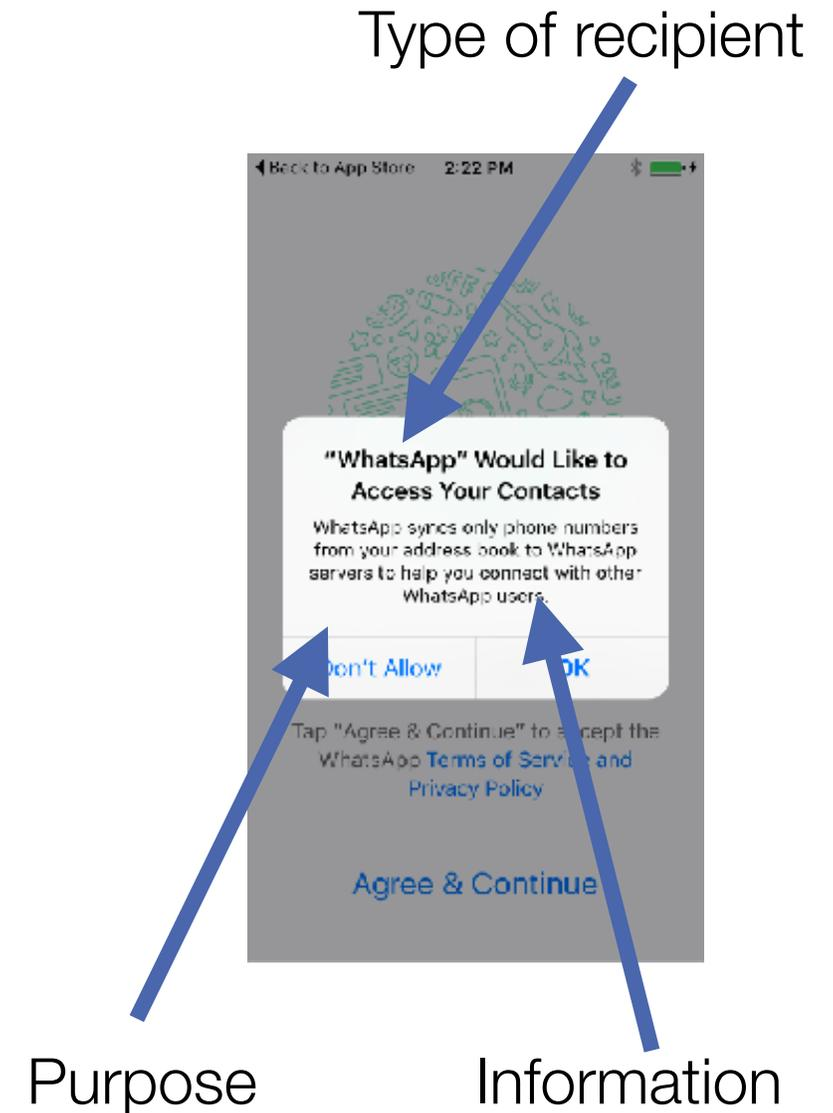 Type of recipient
Back to App Store 2:22 PM
"WhatsApp" Would Like to
Access Your Contacts
WhatsApp syncs only phone numbers
from your address book to WhatsApp
servers to help you connect with other
WhatsApp users.
Don't Allow OK
Tap "Agree & Continue" to accept the
WhatsApp Terms of Service and
Privacy Policy
Agree & Continue
Purpose Information